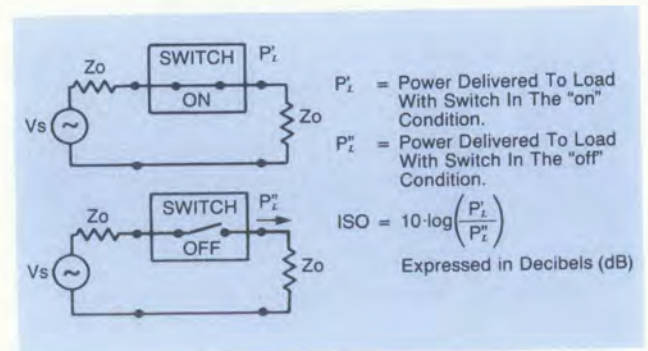 Zo
SWITCH
P'L
ON
Vs
Zo
P'L = Power Delivered To Load
With Switch In The "on"
Condition.
P"L = Power Delivered To Load
With Switch In The "off"
Condition.
Zo
SWITCH
P"L
OFF
Vs
Zo
ISO = 10·log(P'L/P"L)
Expressed in Decibels (dB)